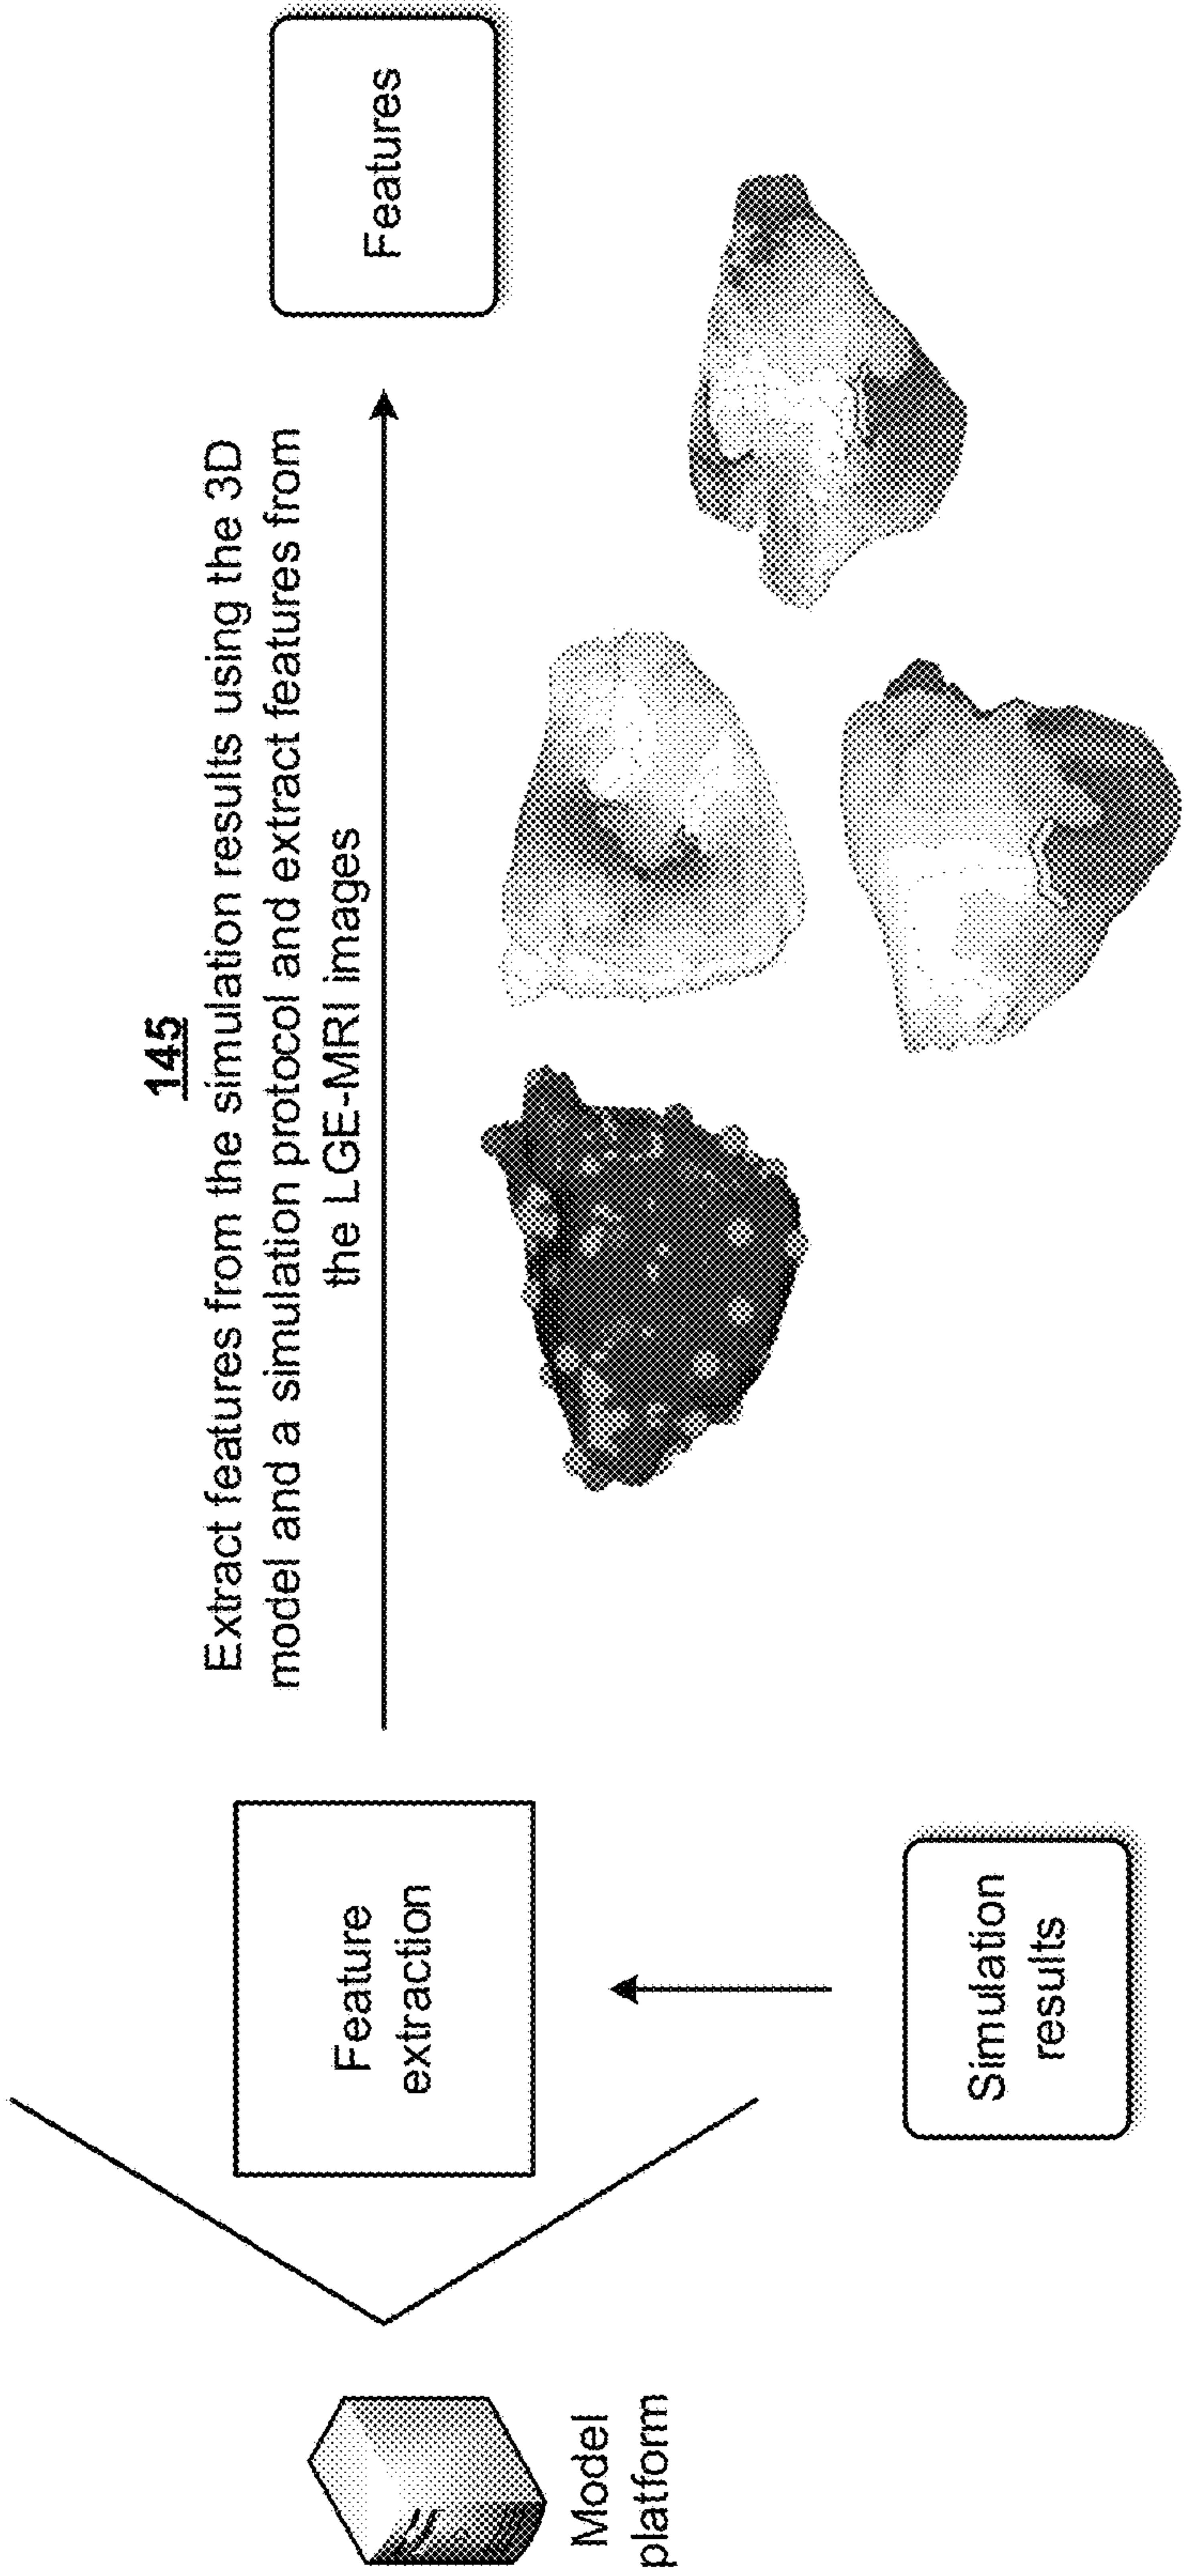 145
Extract features from the simulation results using the 3D
model and a simulation protocol and extract features from
the LGE-MRI images
Model
platform
Feature
extraction
Features
Simulation
results